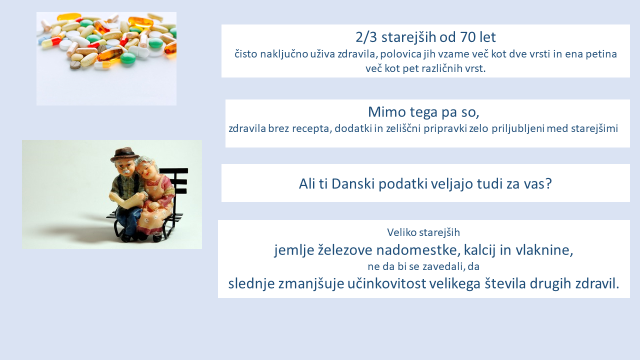 2/3 starejših od 70 let
čisto naključno uživa zdravila, polovica jih vzame več kot dve vrsti in ena petina
več kot pet različnih vrst.
Mimo tega pa so,
zdravila brez recepta, dodatki in zeliščni pripravki zelo priljubljeni med starejšimi
Ali ti Danski podatki veljajo tudi za vas?
Veliko starejših
jemlje železove nadomestke, kalcij in vlaknine,
ne da bi se zavedali, da
slednje zmanjšuje učinkovitost velikega števila drugih zdravil.